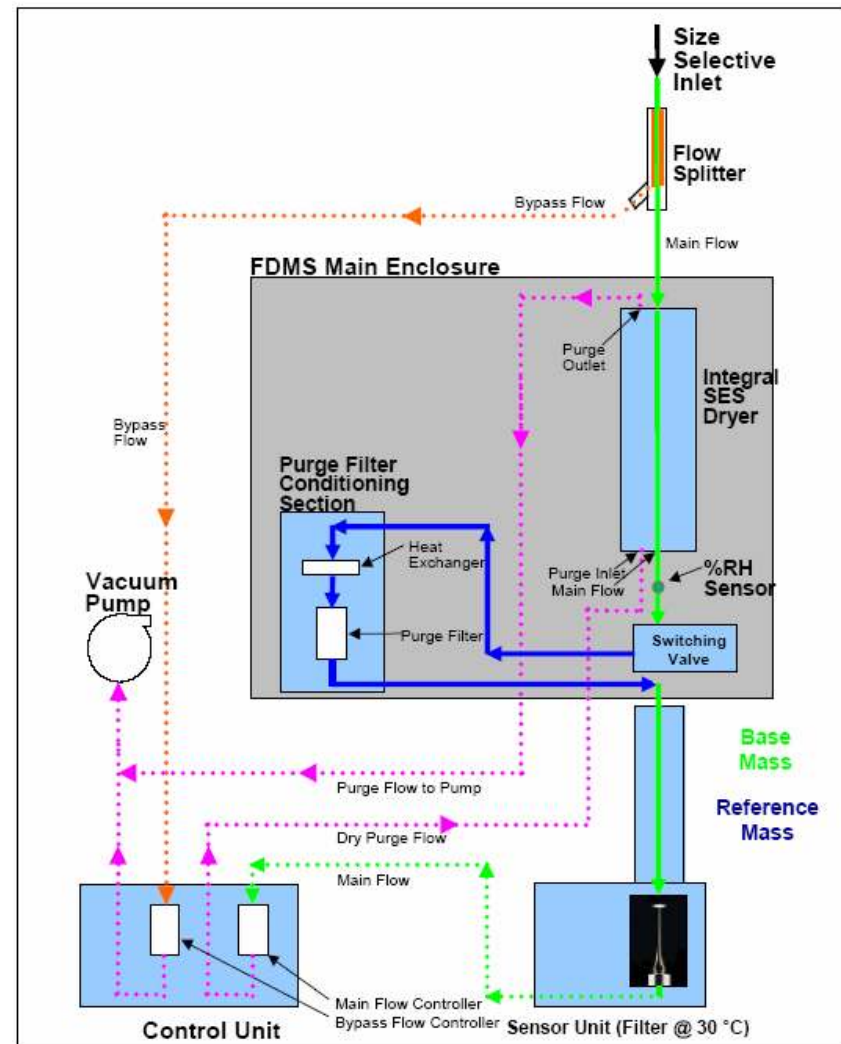 Size
Selective
Inlet
Flow
Splitter
Bypass Flow
Main Flow
FDMS Main Enclosure
Purge
Outlet
Integral
SES
Dryer
Bypass
Flow
Purge Filter
Conditioning
Section
Heat
Exchanger
Purge Inlet
Main Flow
%RH
Sensor
Vacuum
Pump
Purge Filter
Switching
Valve
Base
Mass
Purge Flow to Pump
Reference
Mass
Dry Purge Flow
Main Flow
Main Flow Controller
Bypass Flow Controller
Control Unit
Sensor Unit (Filter @ 30 °C)